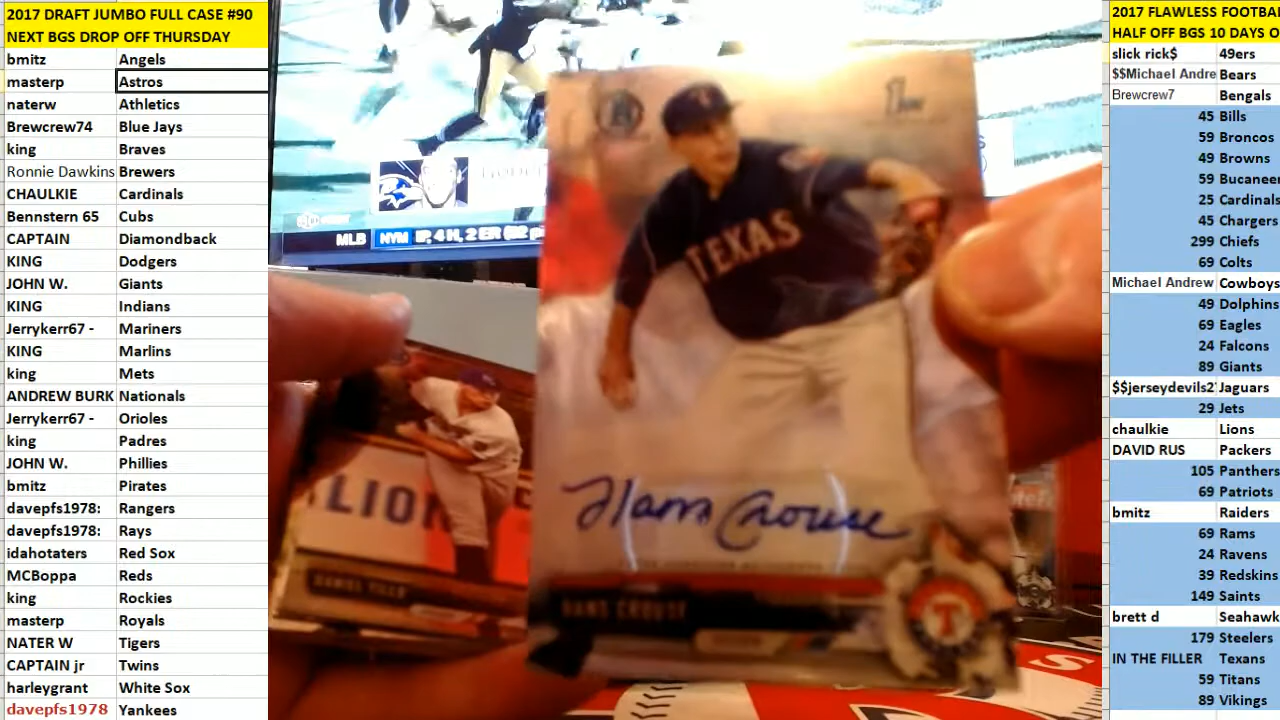 2017 DRAFT JUMBO FULL CASE #90
NEXT BGS DROP OFF THURSDAY
bmitz Angels
masterp Astros
naterw Athletics
Brewcrew74 Blue Jays
king Braves
Ronnie Dawkins Brewers
CHAULKIE Cardinals
Bennstern 65 Cubs
CAPTAIN Diamondback
KING Dodgers
JOHN W. Giants
KING Indians
Jerrykerr67 - Mariners
KING Marlins
king Mets
ANDREW BURK Nationals
Jerrykerr67 - Orioles
king Padres
JOHN W. Phillies
bmitz Pirates
davepfs1978: Rangers
davepfs1978: Rays
idahotaters Red Sox
MCBoppa Reds
king Rockies
masterp Royals
NATER W Tigers
CAPTAIN jr Twins
harleygrant White Sox
davepfs1978 Yankees
MLB NYM IP, 4 H, 2 ER
1st
TEXAS
Hans Crouse
HANS CROUSE
T
2017 FLAWLESS FOOTBA
HALF OFF BGS 10 DAYS O
slick rick$ 49ers
$$Michael Andre Bears
Brewcrew7 Bengals
45 Bills
59 Broncos
49 Browns
59 Bucaneer
25 Cardinals
45 Chargers
299 Chiefs
69 Colts
Michael Andrew Cowboys
49 Dolphins
69 Eagles
24 Falcons
89 Giants
$$jerseydevils2 Jaguars
29 Jets
chaulkie Lions
DAVID RUS Packers
105 Panthers
69 Patriots
bmitz Raiders
69 Rams
24 Ravens
39 Redskins
149 Saints
brett d Seahawk
179 Steelers
IN THE FILLER Texans
59 Titans
89 Vikings